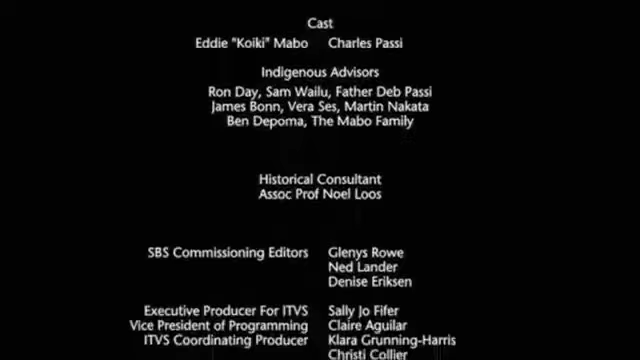 Cast
Eddie "Koiki" Mabo Charles Passi
Indigenous Advisors
Ron Day, Sam Wailu, Father Deb Passi
James Bonn, Vera Ses, Martin Nakata
Ben Depoma, The Mabo Family
Historical Consultant
Assoc Prof Noel Loos
SBS Commissioning Editors Glenys Rowe
Ned Lander
Denise Eriksen
Executive Producer For ITVS Sally Jo Fifer
Vice President of Programming Claire Aguilar
ITVS Coordinating Producer Klara Grunning-Harris
Christi Collier